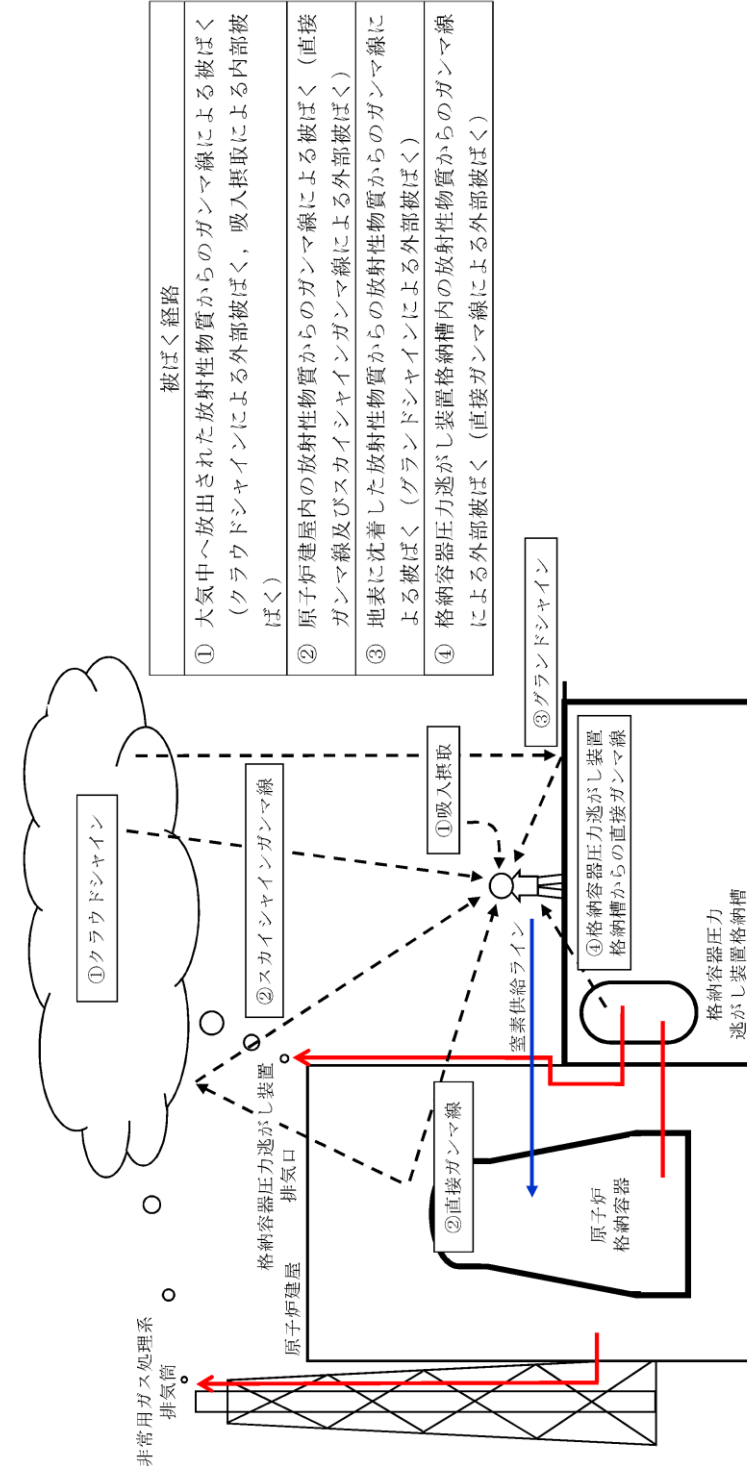 非常用ガス処理系
排気筒
格納容器圧力逃がし装置
排気口
原子炉建屋
①クラウドシャイン
②スカイシャインガンマ線
①吸入摂取
③グランドシャイン
②直接ガンマ線
窒素供給ライン
④格納容器圧力逃がし装置
格納槽からの直接ガンマ線
原子炉
格納容器
格納容器圧力
逃がし装置格納槽
被ばく経路
① 大気中へ放出された放射性物質からのガンマ線による被ばく
（クラウドシャインによる外部被ばく，吸入摂取による内部被
ばく）
② 原子炉建屋内の放射性物質からのガンマ線による被ばく（直接
ガンマ線及びスカイシャインガンマ線による外部被ばく）
③ 地表に沈着した放射性物質からの放射性物質からのガンマ線に
よる被ばく（グランドシャインによる外部被ばく）
④ 格納容器圧力逃がし装置格納槽内の放射性物質からのガンマ線
による外部被ばく（直接ガンマ線による外部被ばく）